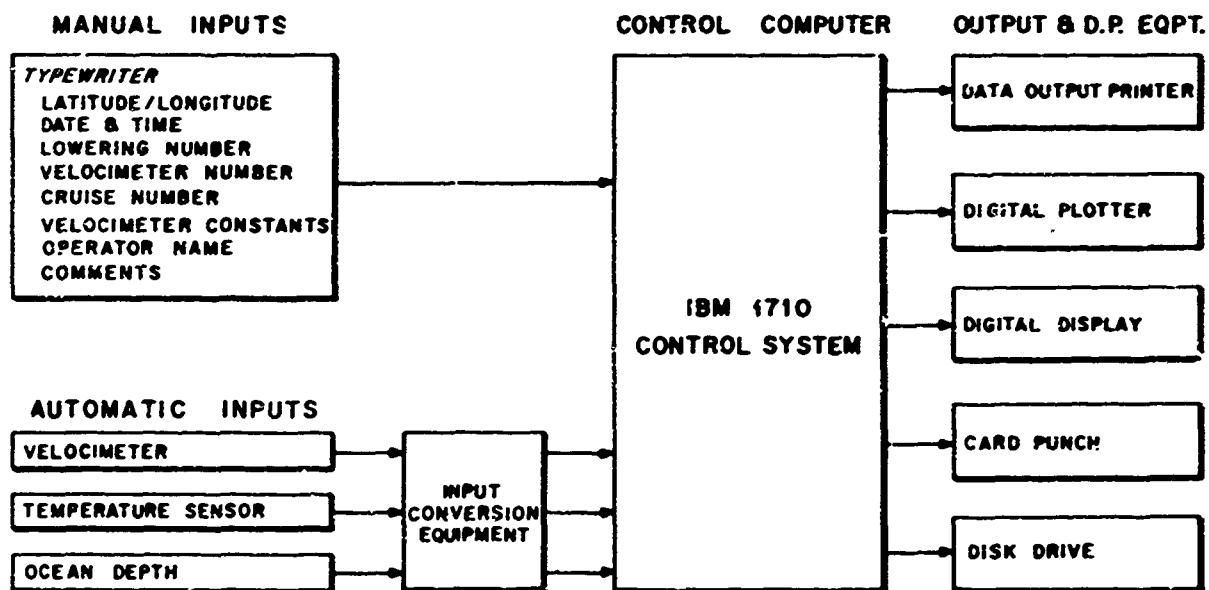 MANUAL INPUTS
TYPEWRITER
LATITUDE/LONGITUDE
DATE & TIME
LOWERING NUMBER
VELOCIMETER NUMBER
CRUISE NUMBER
VELOCIMETER CONSTANTS
OPERATOR NAME
COMMENTS
AUTOMATIC INPUTS
VELOCIMETER
TEMPERATURE SENSOR
OCEAN DEPTH
INPUT
CONVERSION
EQUIPMENT
CONTROL COMPUTER
IBM 1710
CONTROL SYSTEM
OUTPUT & D.P. EQPT.
DATA OUTPUT PRINTER
DIGITAL PLOTTER
DIGITAL DISPLAY
CARD PUNCH
DISK DRIVE